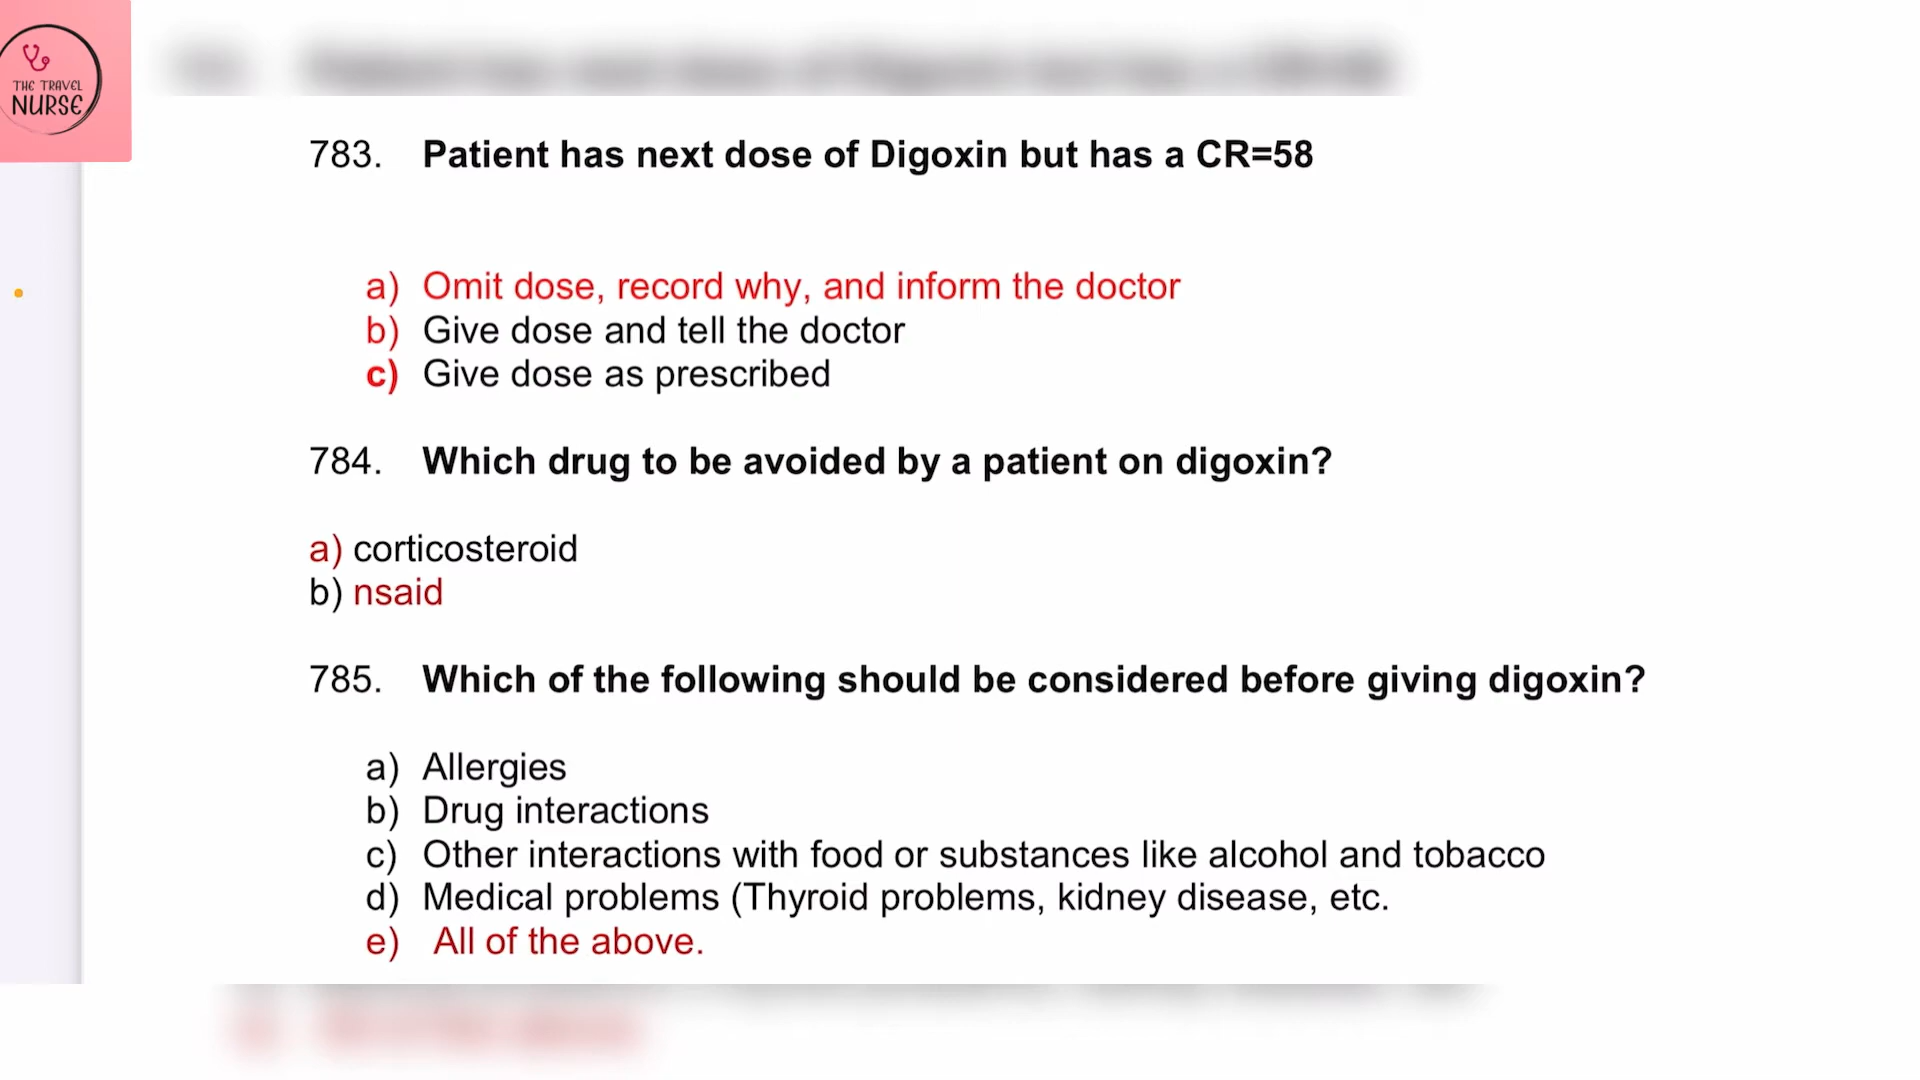 THE TRAVEL
NURSE
783. Patient has next dose of Digoxin but has a CR=58
a) Omit dose, record why, and inform the doctor
b) Give dose and tell the doctor
c) Give dose as prescribed
784. Which drug to be avoided by a patient on digoxin?
a) corticosteroid
b) nsaid
785. Which of the following should be considered before giving digoxin?
a) Allergies
b) Drug interactions
c) Other interactions with food or substances like alcohol and tobacco
d) Medical problems (Thyroid problems, kidney disease, etc.
e) All of the above.